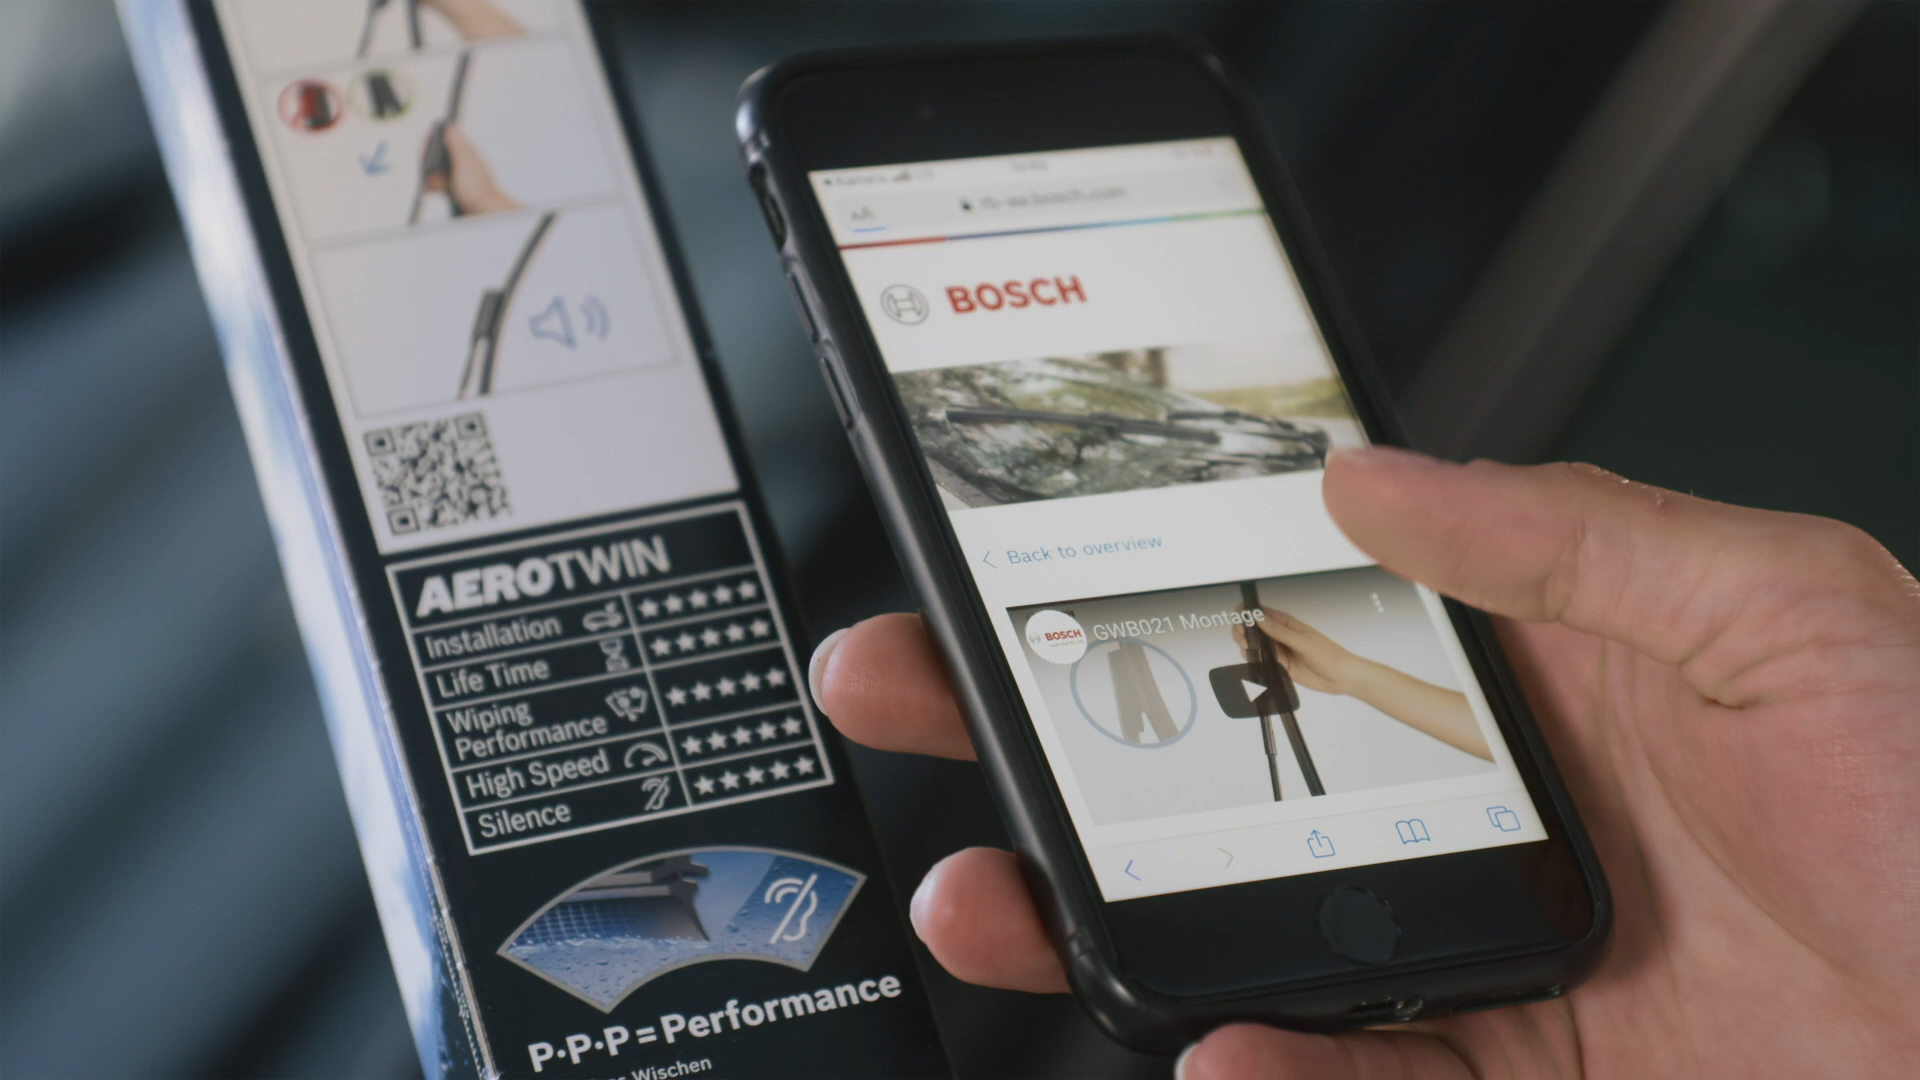 AEROTWIN
Installation
Life Time
Wiping
Performance
High Speed
Silence
P·P·P=Performance
Wischen
BOSCH
Back to overview
BOSCH
GWB021 Montage